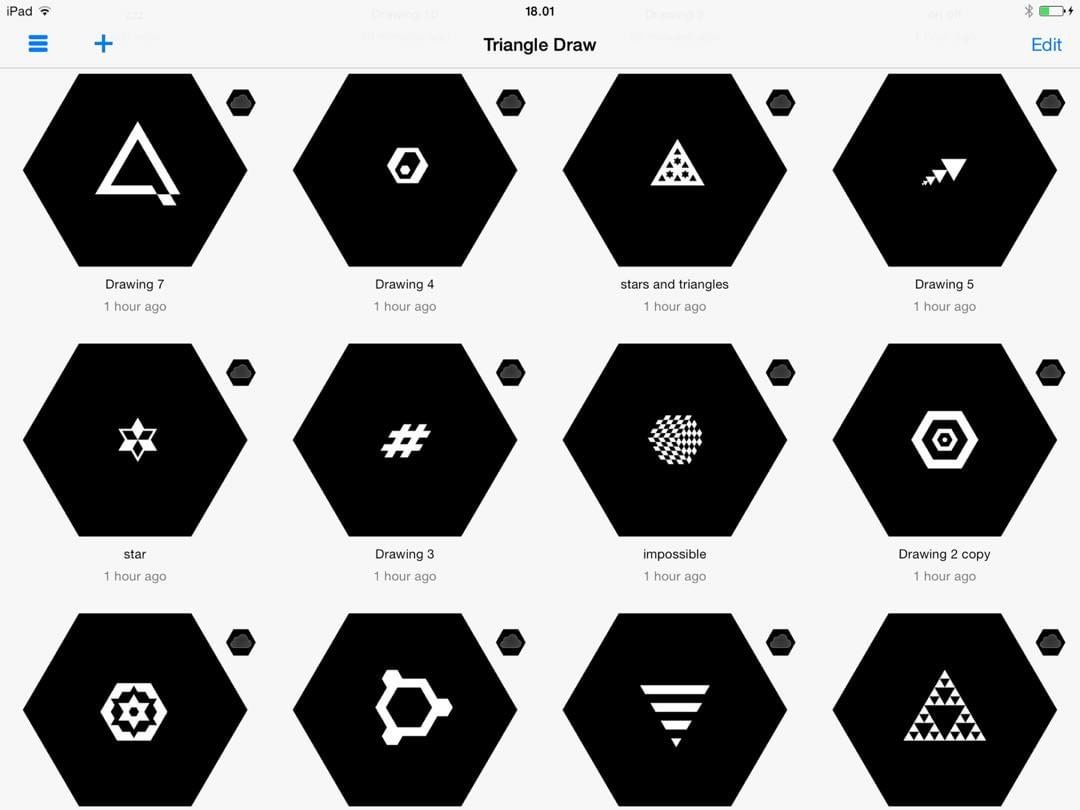 iPad 18.01
Triangle Draw Edit
Drawing 7 Drawing 4 stars and triangles Drawing 5
1 hour ago 1 hour ago 1 hour ago 1 hour ago
star Drawing 3 impossible Drawing 2 copy
1 hour ago 1 hour ago 1 hour ago 1 hour ago